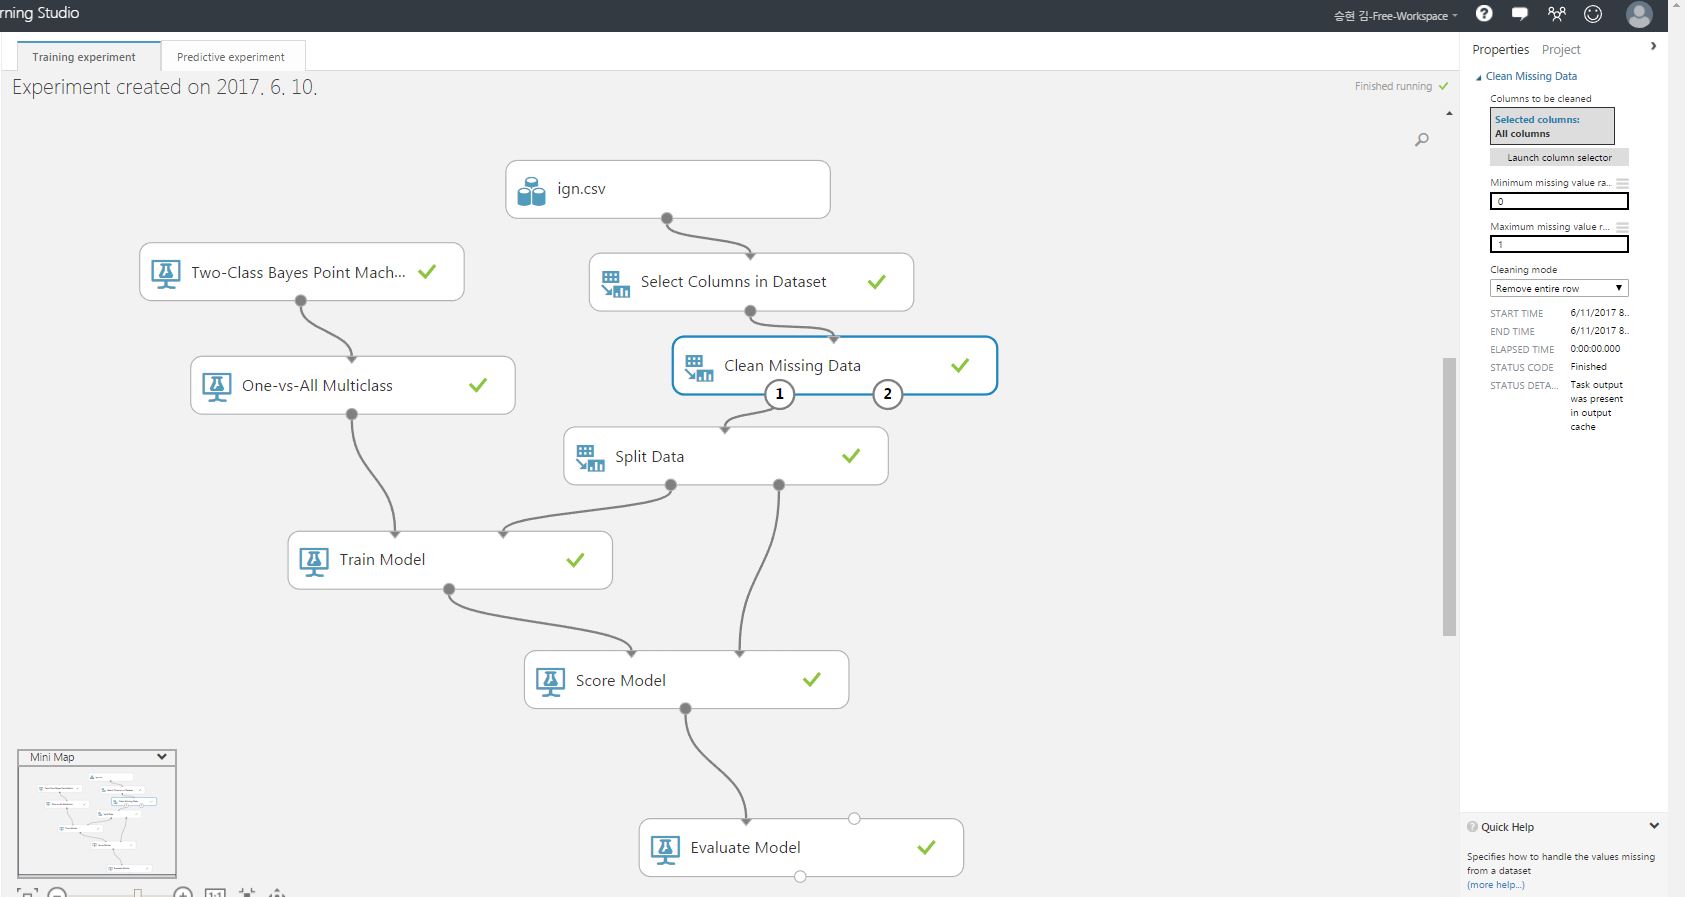 rning Studio
승현 김-Free-Workspace
Training experiment
Predictive experiment
Experiment created on 2017. 6. 10.
Finished running
ign.csv
Two-Class Bayes Point Mach...
Select Columns in Dataset
One-vs-All Multiclass
Clean Missing Data
1
2
Split Data
Train Model
Score Model
Evaluate Model
Mini Map
1:1
Properties
Project
Clean Missing Data
Columns to be cleaned
Selected columns:
All columns
Launch column selector
Minimum missing value ra...
0
Maximum missing value r...
1
Cleaning mode
Remove entire row
START TIME 6/11/2017 8..
END TIME 6/11/2017 8..
ELAPSED TIME 0:00:00.000
STATUS CODE Finished
STATUS DETA... Task output
was present
in output
cache
Quick Help
Specifies how to handle the values missing
from a dataset
(more help...)